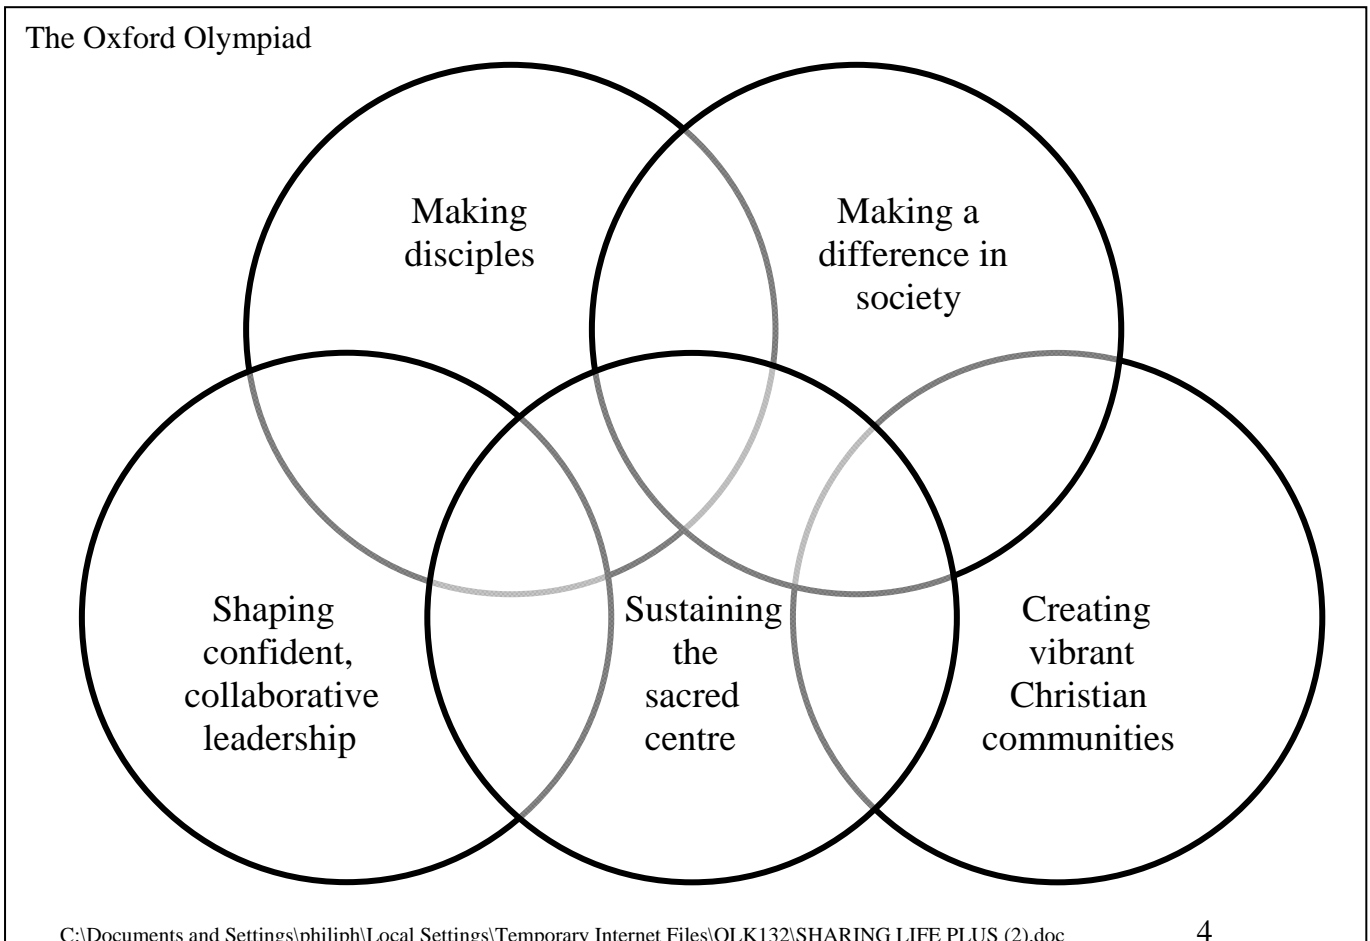 The Oxford Olympiad
Making
disciples
Making a
difference in
society
Shaping
confident,
collaborative
leadership
Sustaining
the
sacred
centre
Creating
vibrant
Christian
communities
C:\Documents and Settings\philiph\Local Settings\Temporary Internet Files\OLK132\SHARING LIFE PLUS (2).doc 4